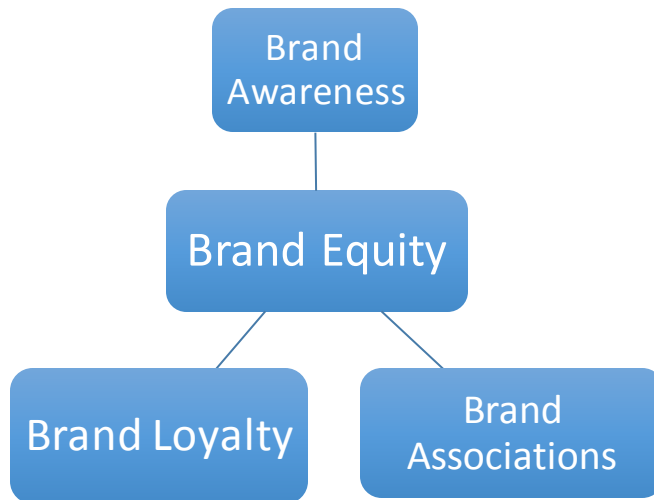 Brand
Awareness
Brand Equity
Brand Loyalty
Brand
Associations